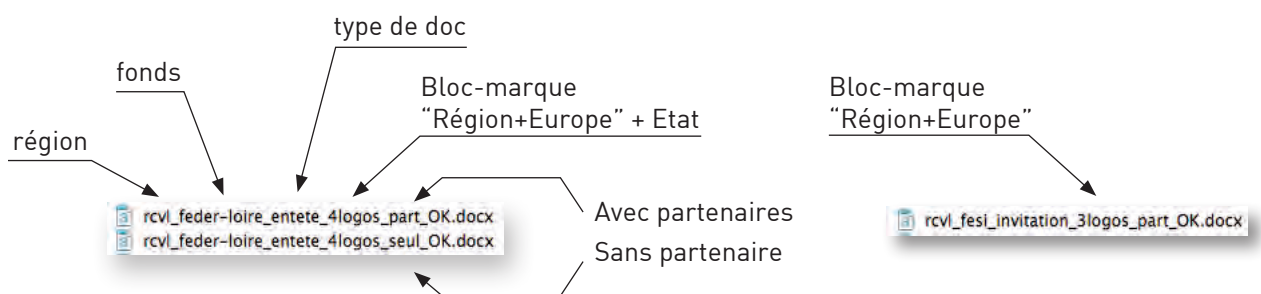 type de doc
fonds
région
Bloc-marque
“Région+Europe” + Etat
Bloc-marque
“Région+Europe”
rcvl_feder-loire_entete_4logos_part_OK.docx
rcvl_feder-loire_entete_4logos_seul_OK.docx
Avec partenaires
Sans partenaire
rcvl_fesi_invitation_3logos_part_OK.docx